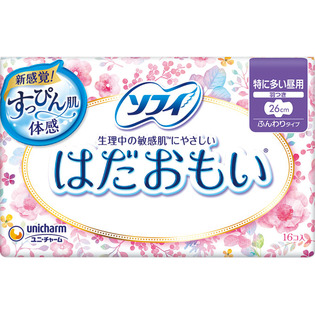 新感覚!
すっぴん肌
体感
ソフィ
特に多い昼用
羽つき
26cm
ふんわりタイプ
生理中の敏感肌にやさしい
はだおもい
unicharm
ユニ・チャーム
16コ入